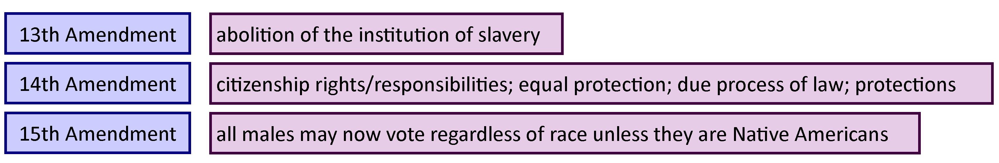 13th Amendment abolition of the institution of slavery
14th Amendment citizenship rights/responsibilities; equal protection; due process of law; protections
15th Amendment all males may now vote regardless of race unless they are Native Americans